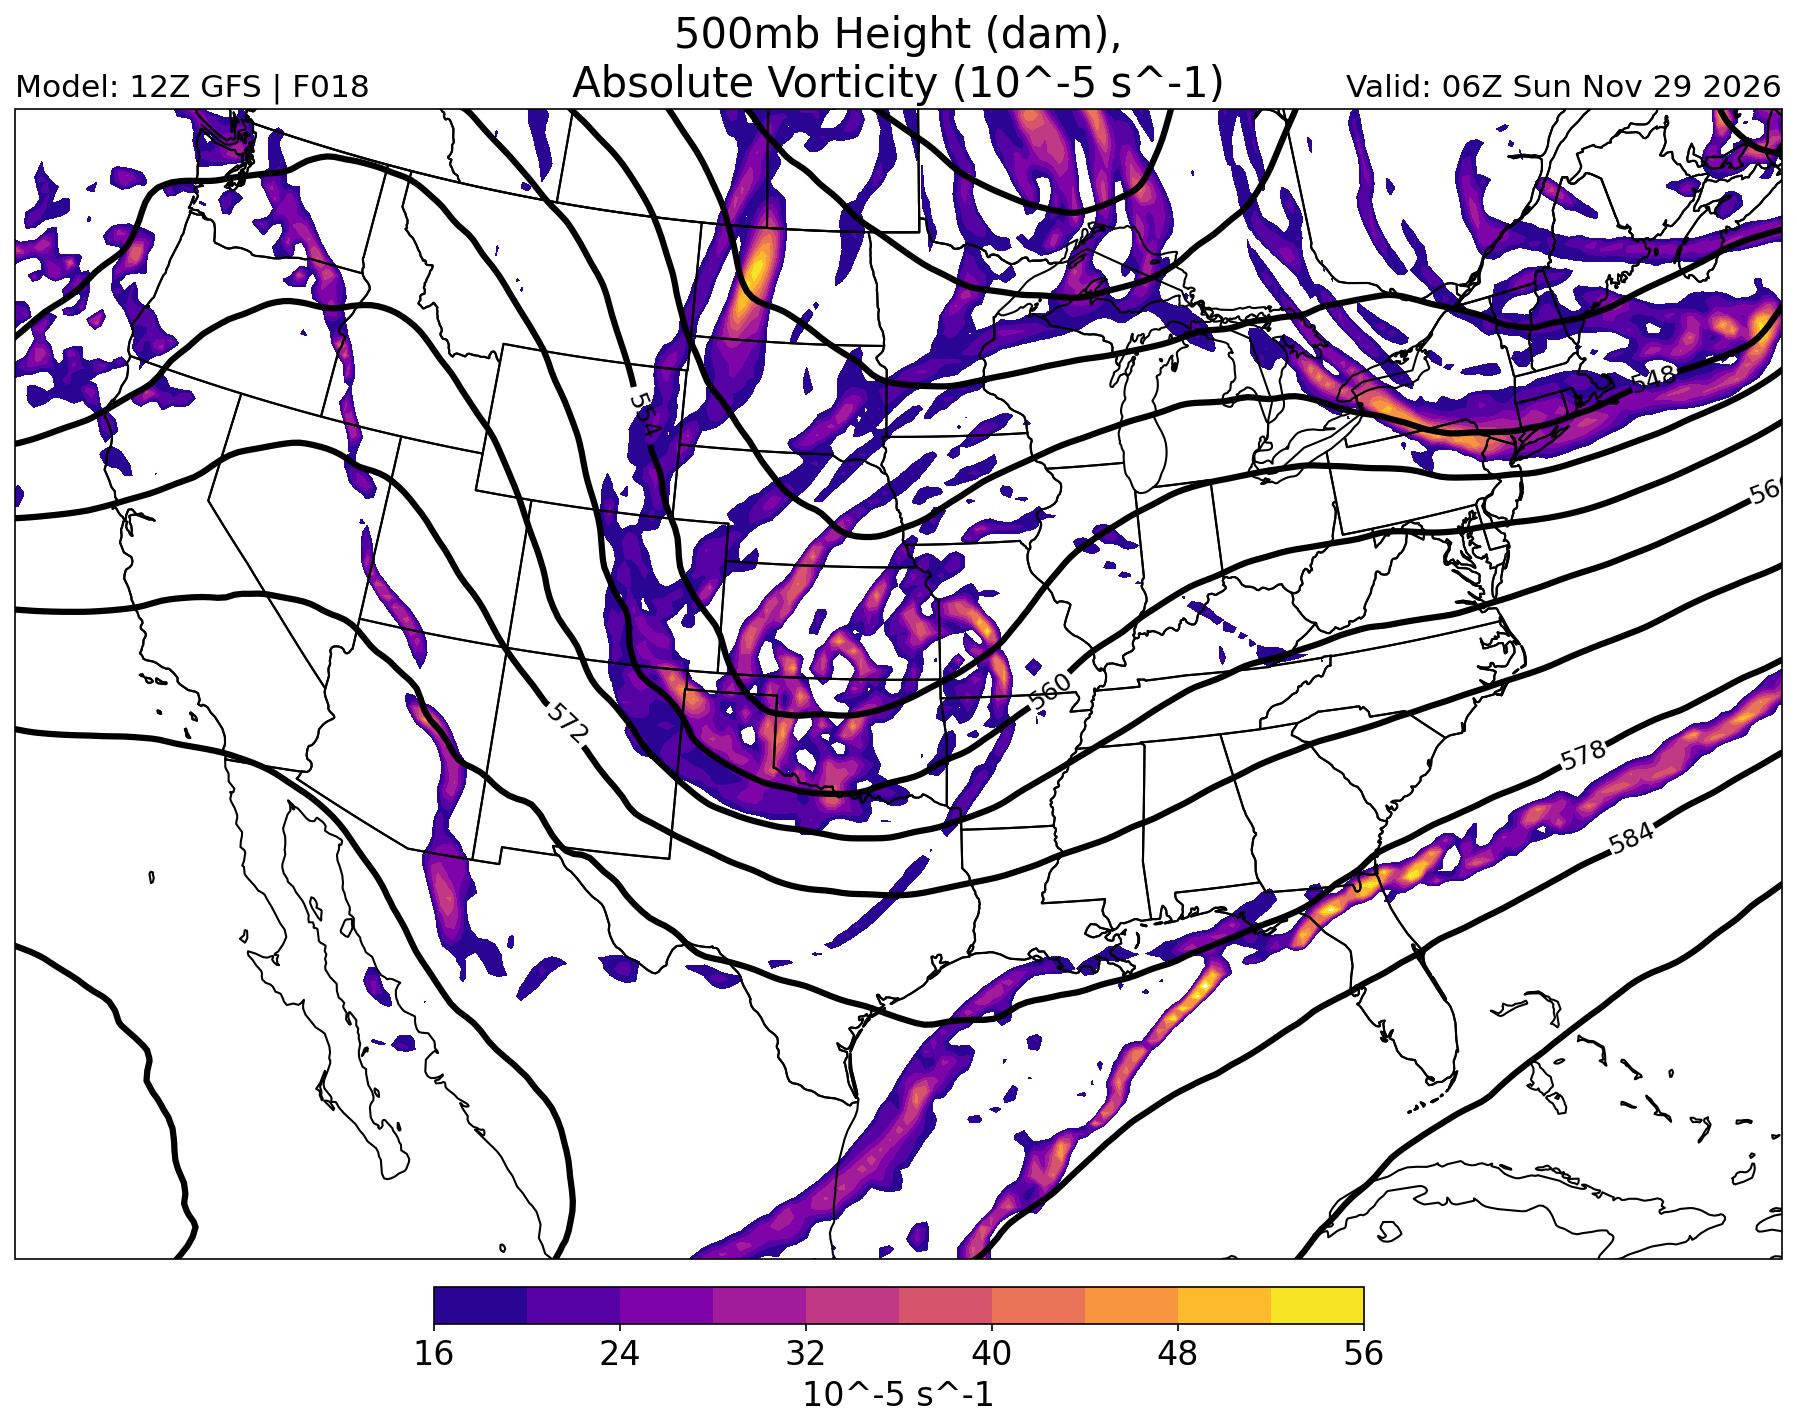 500mb Height (dam),
Absolute Vorticity (10^-5 s^-1)
Model: 12Z GFS | F018
Valid: 06Z Sun Nov 29 2026
548
554
560
572
560
578
584
16 24 32 40 48 56
10^-5 s^-1